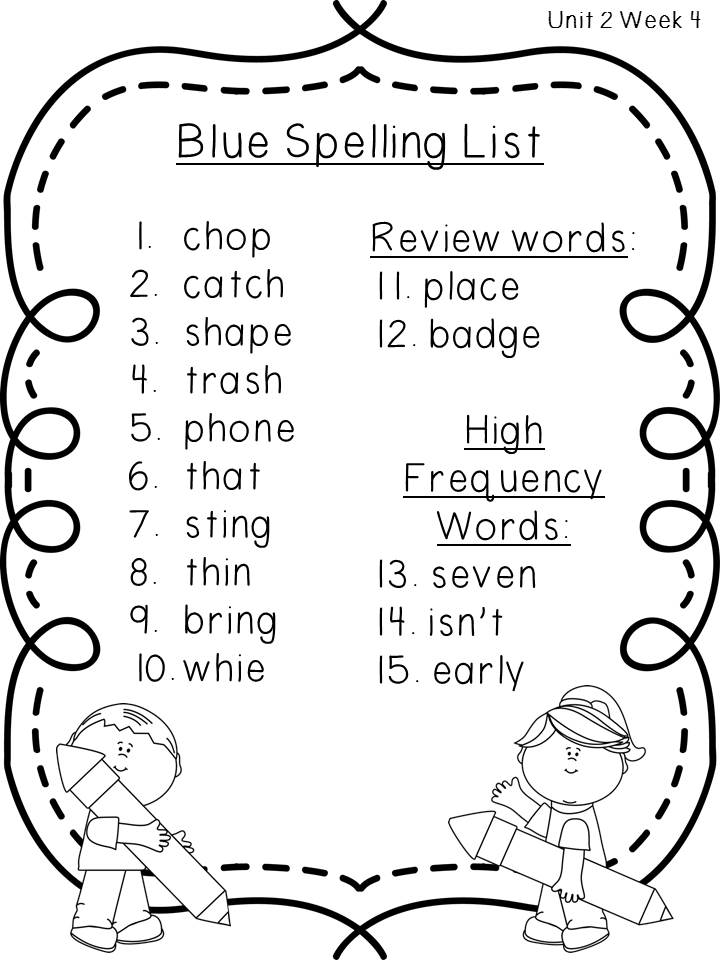 Unit 2 Week 4
Blue Spelling List
1. chop
2. catch
3. shape
4. trash
5. phone
6. that
7. sting
8. thin
9. bring
10. whie
Review words:
11. place
12. badge
High
Frequency
Words:
13. seven
14. isn't
15. early